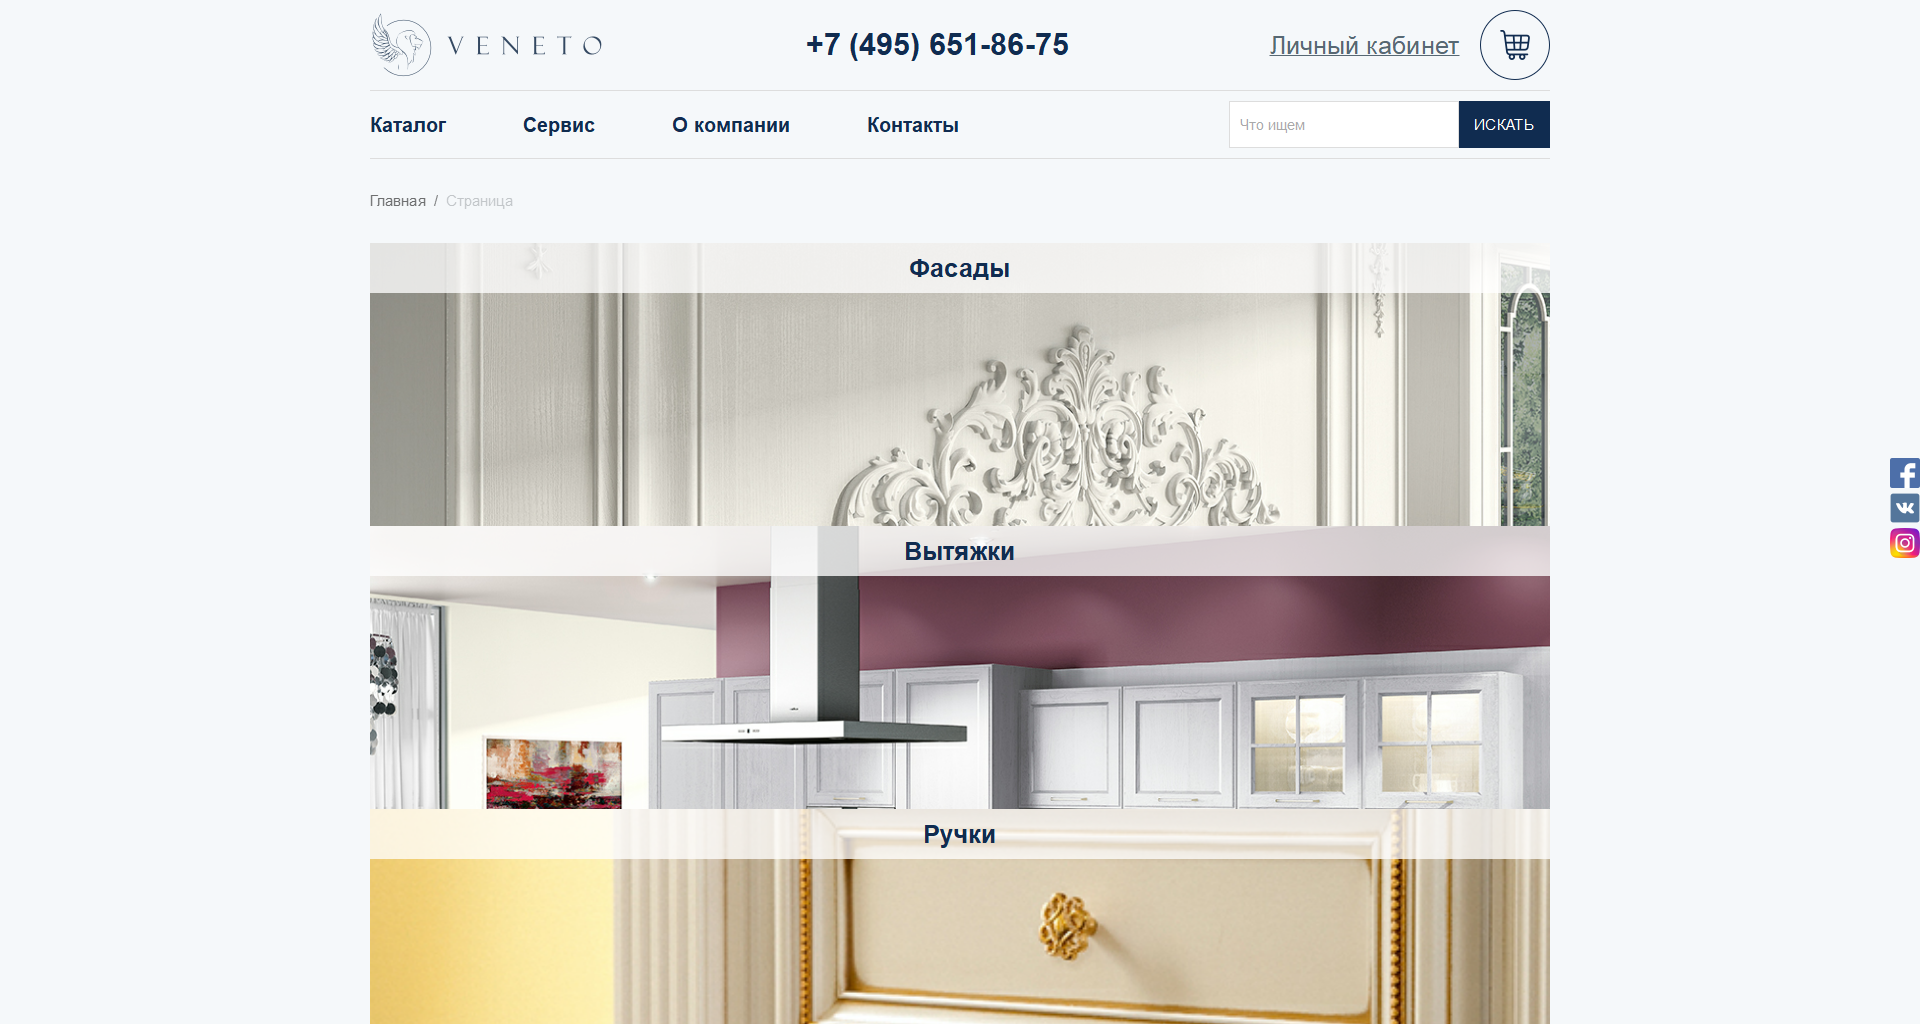 VENETO
+7 (495) 651-86-75
Личный кабинет
Каталог
Сервис
О компании
Контакты
Что ищем
ИСКАТЬ
Главная / Страница
Фасады
Вытяжки
Ручки